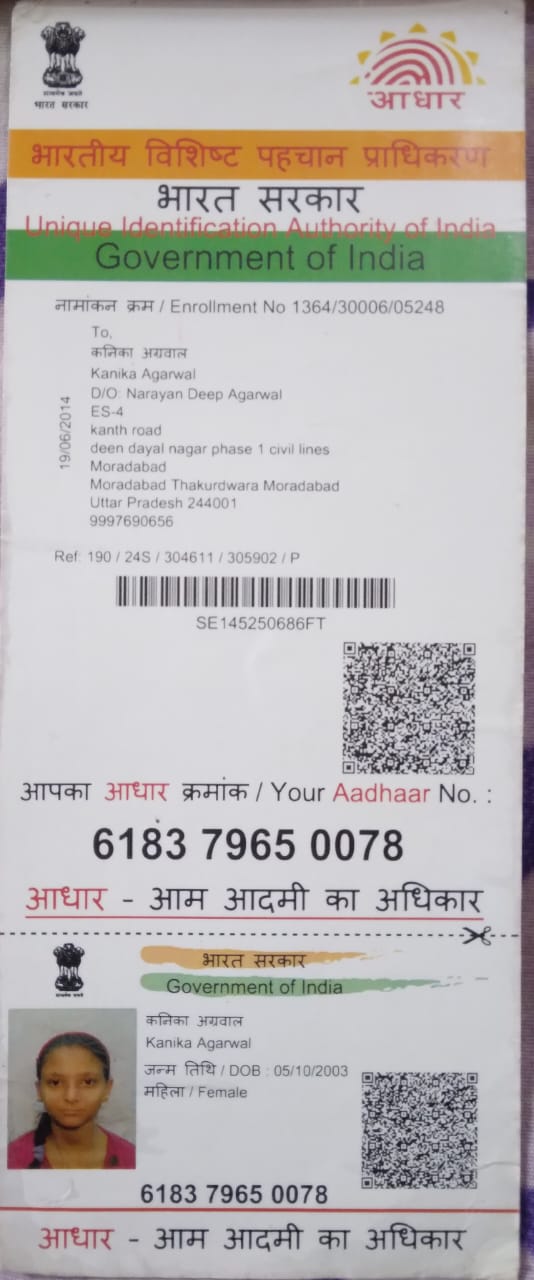 सत्यमेव जयते
भारत सरकार
आधार
भारतीय विशिष्ट पहचान प्राधिकरण
भारत सरकार
Unique Identification Authority of India
Government of India
नामांकन क्रम / Enrollment No 1364/30006/05248
19/06/2014
To,
कनिका अग्रवाल
Kanika Agarwal
D/O: Narayan Deep Agarwal
ES-4
kanth road
deen dayal nagar phase 1 civil lines
Moradabad
Moradabad Thakurdwara Moradabad
Uttar Pradesh 244001
9997690656
Ref: 190 / 24S / 304611 / 305902 / P
SE145250686FT
आपका आधार क्रमांक / Your Aadhaar No. :
6183 7965 0078
आधार - आम आदमी का अधिकार
सत्यमेव जयते
भारत सरकार
Government of India
कनिका अग्रवाल
Kanika Agarwal
जन्म तिथि / DOB : 05/10/2003
महिला / Female
6183 7965 0078
आधार - आम आदमी का अधिकार